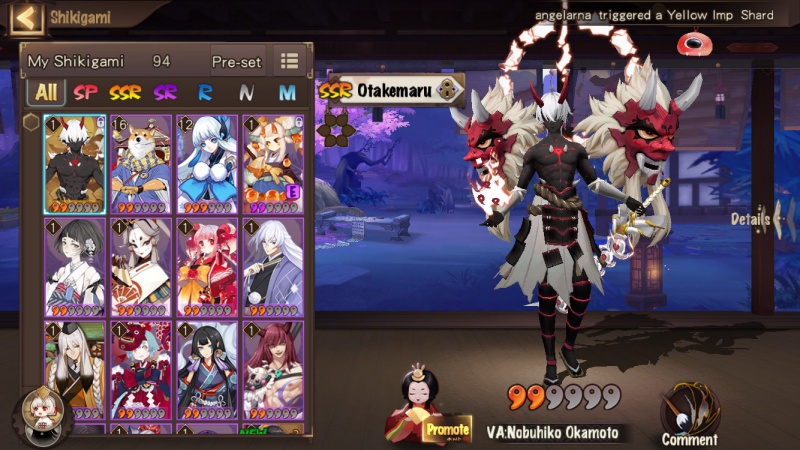 Shikigami
angelarna triggered a Yellow Imp Shard
My Shikigami 94 Pre-set
All SP SSR SR R N M
SSR Otakemaru
1 16 12 1
E
1 1 1 1
1 1 1 1
Details
NEW
Promote
VA:Nobuhiko Okamoto
Comment